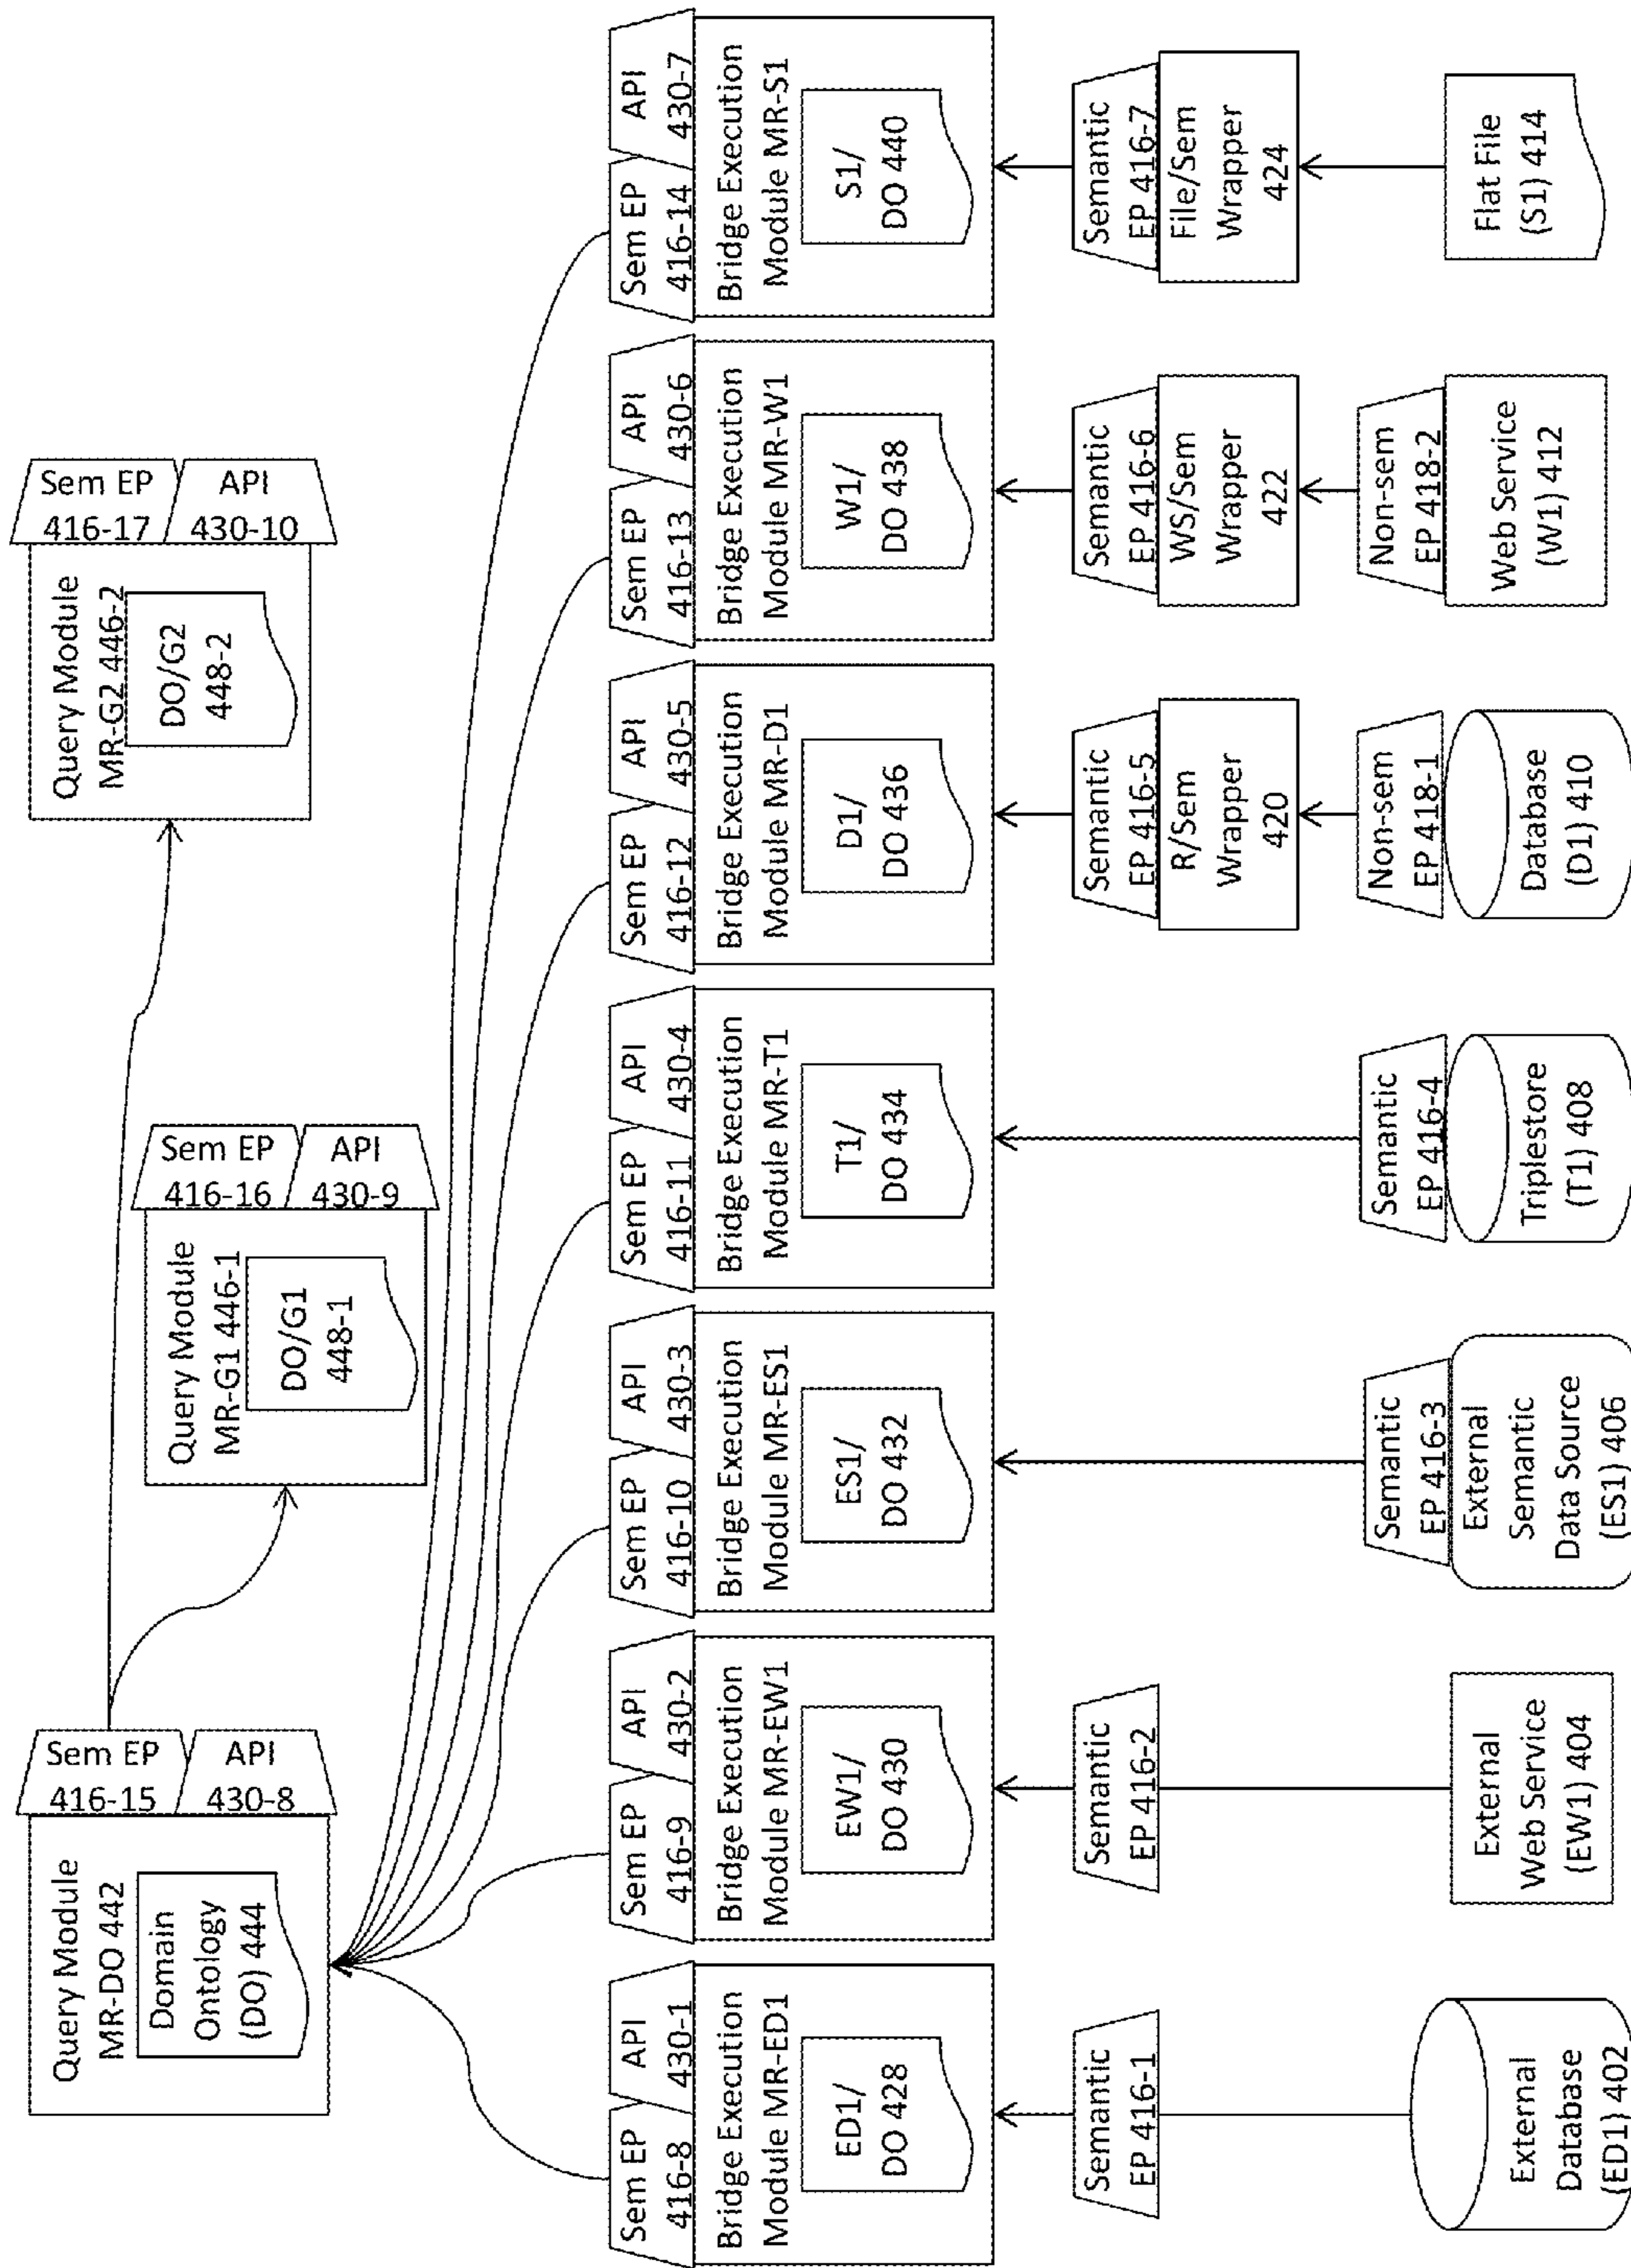 Query Module
MR-DO 442
Domain
Ontology
(DO) 444
Sem EP
416-15
API
430-8
Query Module
MR-G1 446-1
DO/G1
448-1
Sem EP
416-16
API
430-9
Query Module
MR-G2 446-2
DO/G2
448-2
Sem EP
416-17
API
430-10
Sem EP
416-8
API
430-1
Bridge Execution
Module MR-ED1
ED1/
DO 428
Semantic
EP 416-1
External
Database
(ED1) 402
Sem EP
416-9
API
430-2
Bridge Execution
Module MR-EW1
EW1/
DO 430
Semantic
EP 416-2
External
Web Service
(EW1) 404
Sem EP
416-10
API
430-3
Bridge Execution
Module MR-ES1
ES1/
DO 432
Semantic
EP 416-3
External
Semantic
Data Source
(ES1) 406
Sem EP
416-11
API
430-4
Bridge Execution
Module MR-T1
T1/
DO 434
Semantic
EP 416-4
Triplestore
(T1) 408
Sem EP
416-12
API
430-5
Bridge Execution
Module MR-D1
D1/
DO 436
Semantic
EP 416-5
R/Sem
Wrapper
420
Non-sem
EP 418-1
Database
(D1) 410
Sem EP
416-13
API
430-6
Bridge Execution
Module MR-W1
W1/
DO 438
Semantic
EP 416-6
WS/Sem
Wrapper
422
Non-sem
EP 418-2
Web Service
(W1) 412
Sem EP
416-14
API
430-7
Bridge Execution
Module MR-S1
S1/
DO 440
Semantic
EP 416-7
File/Sem
Wrapper
424
Flat File
(S1) 414